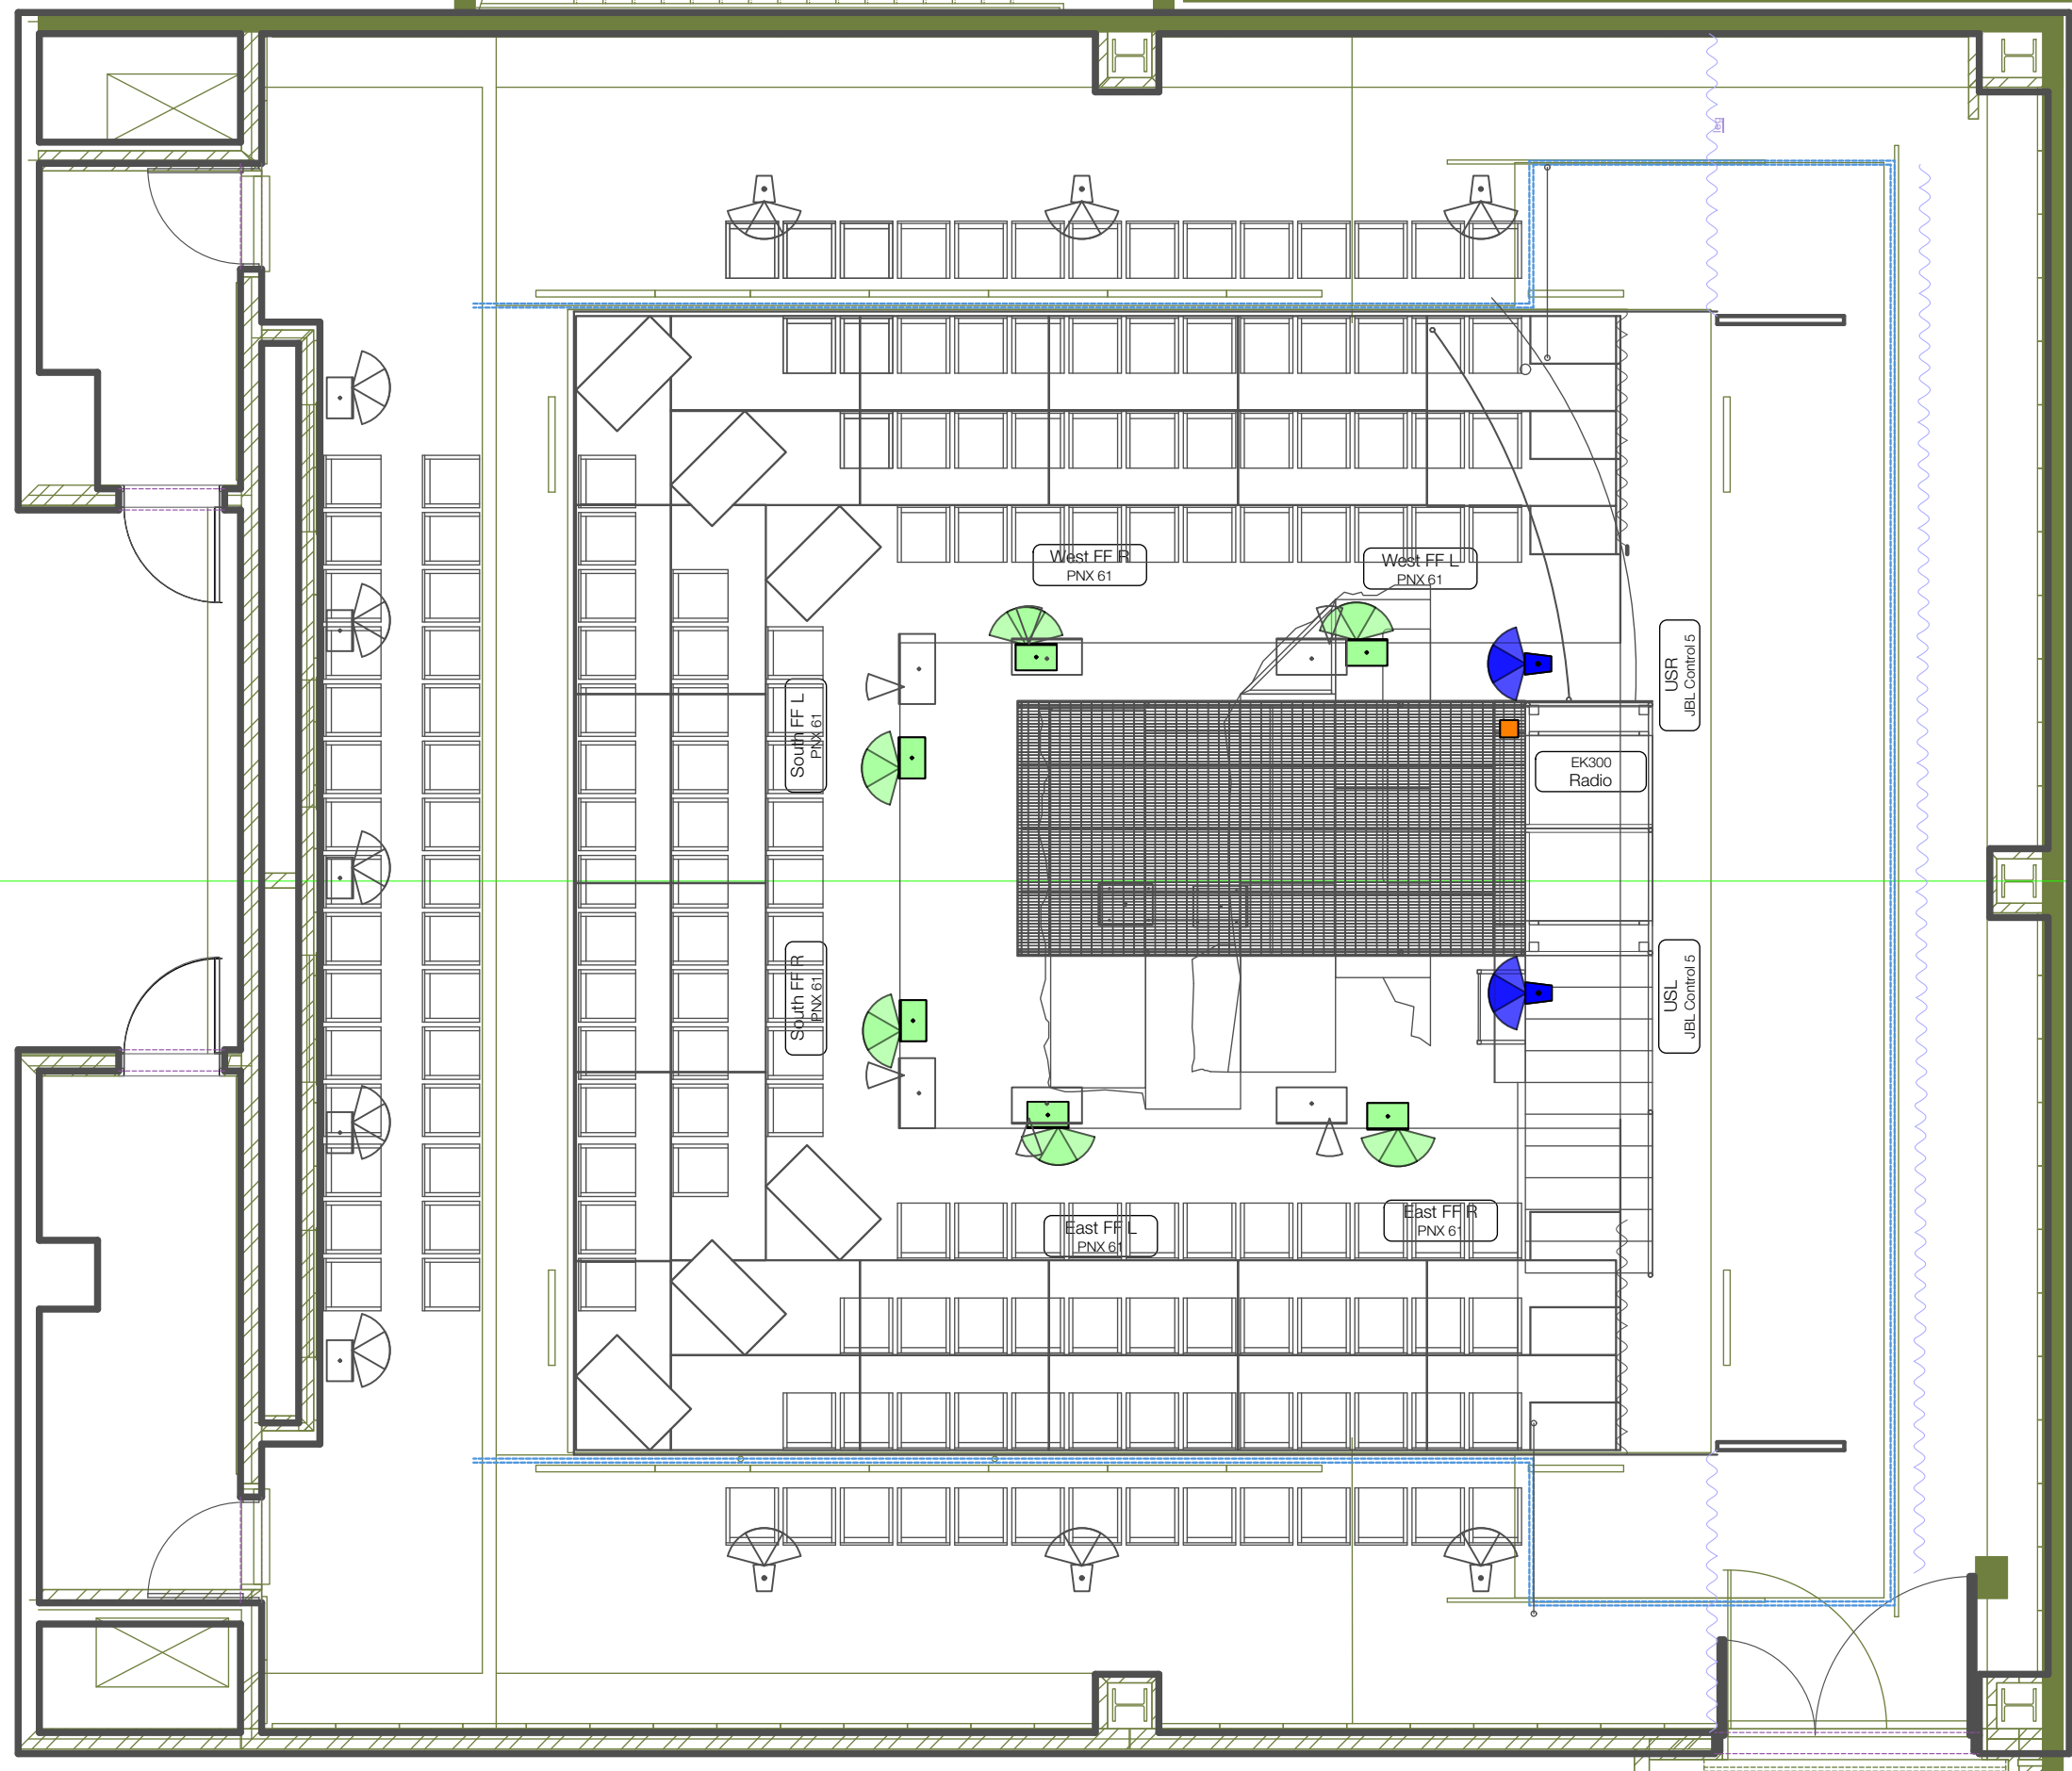 leg
West FF R
PNX 61
West FF L
PNX 61
USR
JBL Control 5
South FF L
PNX 61
EK300
Radio
South FF R
PNX 61
USL
JBL Control 5
East FF L
PNX 61
East FF R
PNX 61